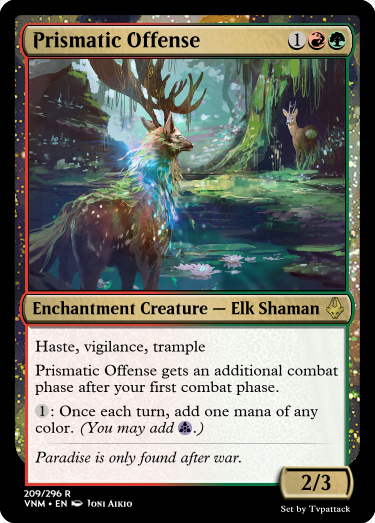 Prismatic Offense 1
Enchantment Creature — Elk Shaman
Haste, vigilance, trample
Prismatic Offense gets an additional combat
phase after your first combat phase.
1: Once each turn, add one mana of any
color. (You may add .)
Paradise is only found after war.
2/3
209/296 R
VNM • EN Joni Aikio
Set by Tvpattack